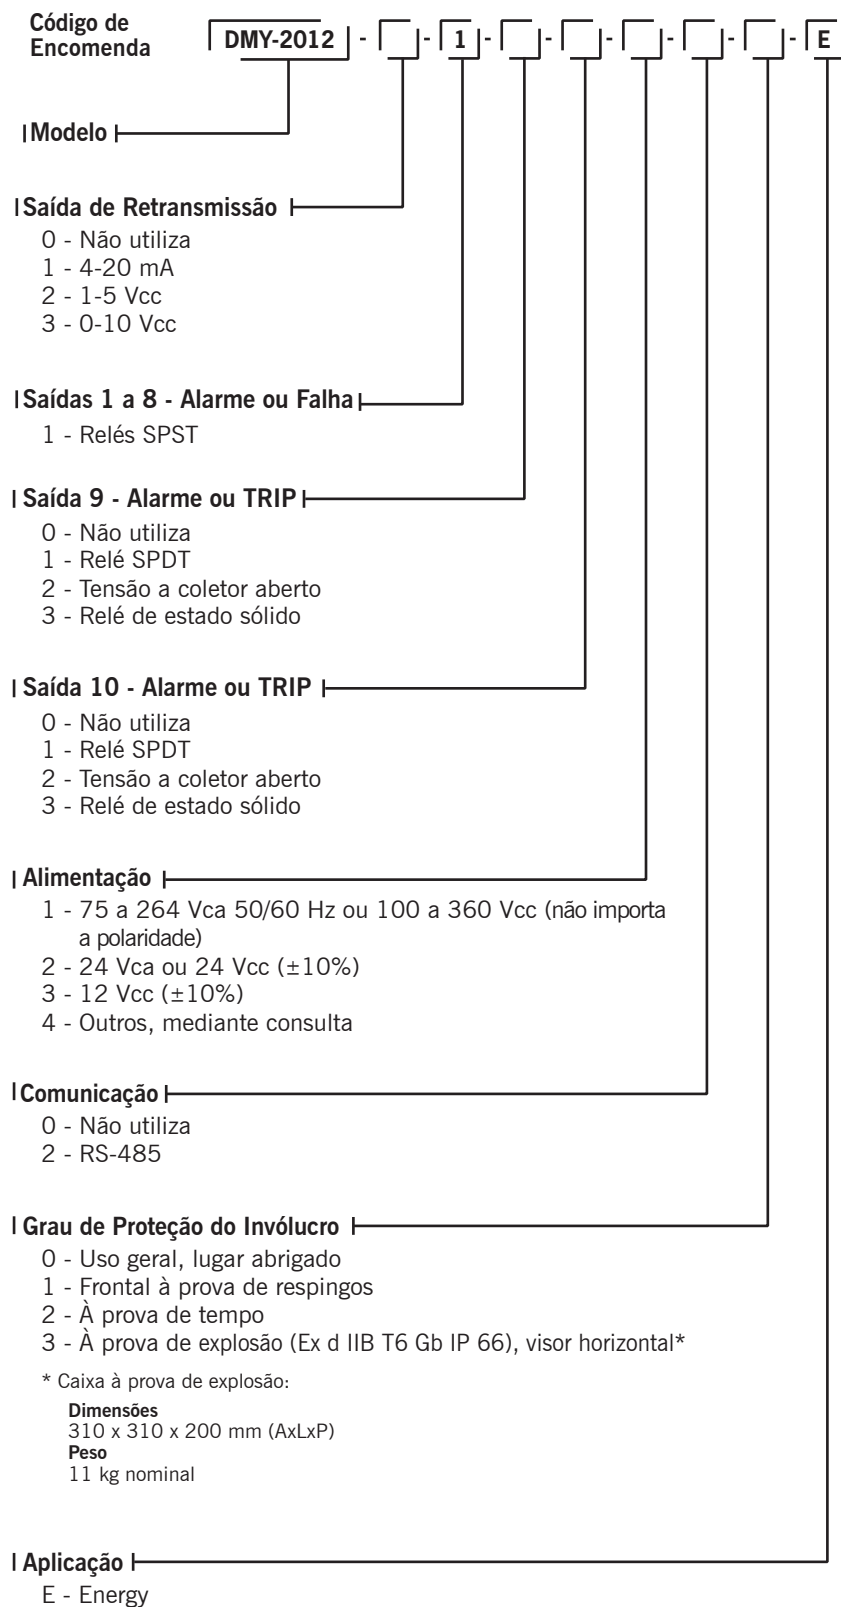 Código de
Encomenda
DMY-2012 - - 1 - - - - - - E
Modelo
Saída de Retransmissão
0 - Não utiliza
1 - 4-20 mA
2 - 1-5 Vcc
3 - 0-10 Vcc
Saídas 1 a 8 - Alarme ou Falha
1 - Relés SPST
Saída 9 - Alarme ou TRIP
0 - Não utiliza
1 - Relé SPDT
2 - Tensão a coletor aberto
3 - Relé de estado sólido
Saída 10 - Alarme ou TRIP
0 - Não utiliza
1 - Relé SPDT
2 - Tensão a coletor aberto
3 - Relé de estado sólido
Alimentação
1 - 75 a 264 Vca 50/60 Hz ou 100 a 360 Vcc (não importa
a polaridade)
2 - 24 Vca ou 24 Vcc (±10%)
3 - 12 Vcc (±10%)
4 - Outros, mediante consulta
Comunicação
0 - Não utiliza
2 - RS-485
Grau de Proteção do Invólucro
0 - Uso geral, lugar abrigado
1 - Frontal à prova de respingos
2 - À prova de tempo
3 - À prova de explosão (Ex d IIB T6 Gb IP 66), visor horizontal*
* Caixa à prova de explosão:
Dimensões
310 x 310 x 200 mm (AxLxP)
Peso
11 kg nominal
Aplicação
E - Energy